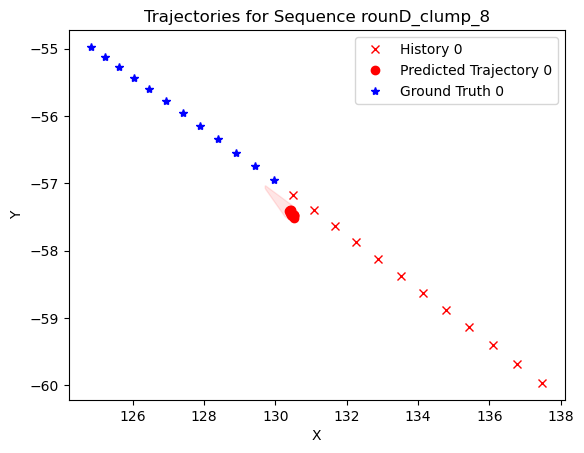 Trajectories for Sequence rounD_clump_8
History 0
Predicted Trajectory 0
Ground Truth 0
Y
−55
−56
−57
−58
−59
−60
126 128 130 132 134 136 138
X